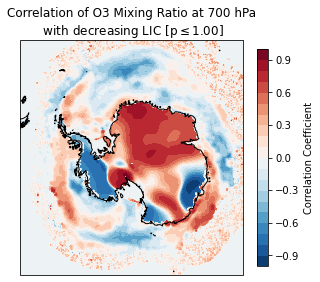 Correlation of O3 Mixing Ratio at 700 hPa
with decreasing LIC [p ≤ 1.00]
0.9
0.6
0.3
0.0
−0.3
−0.6
−0.9
Correlation Coefficient